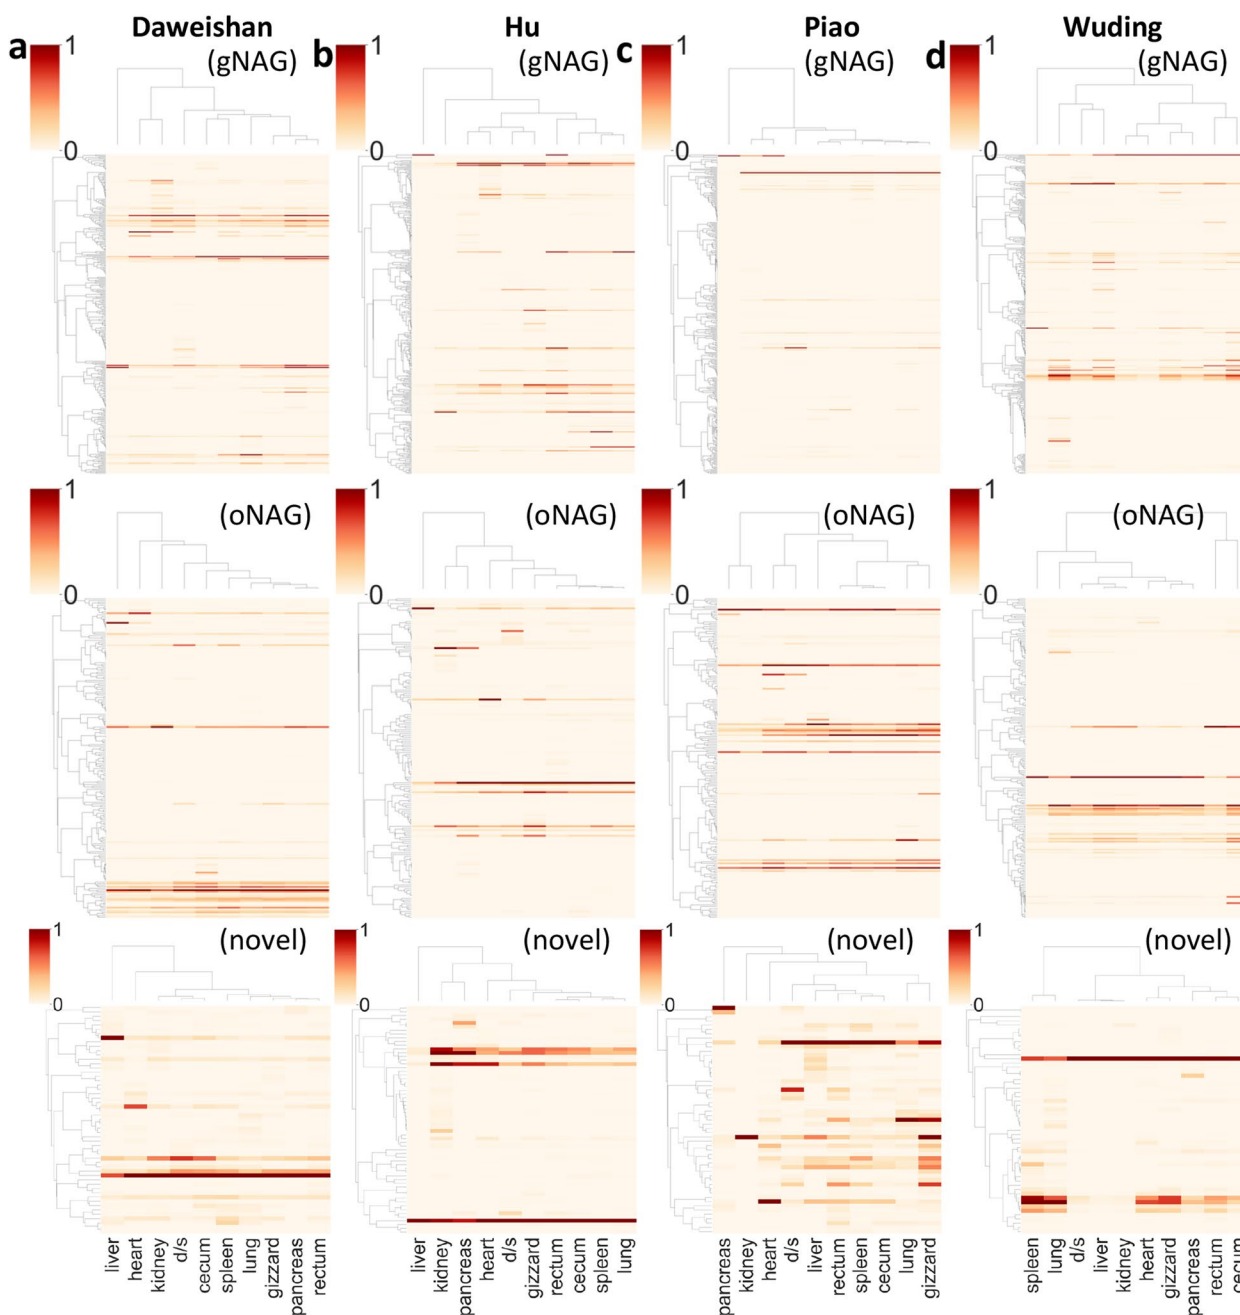 Daweishan
Hu
Piao
Wuding
a
1
(gNAG)
0
b
1
(gNAG)
0
c
1
(gNAG)
0
d
1
(gNAG)
0
1
(oNAG)
0
1
(oNAG)
0
1
(oNAG)
0
1
(oNAG)
0
1
(novel)
0
1
(novel)
0
1
(novel)
0
1
(novel)
0
liver
heart
kidney
d/s
cecum
spleen
lung
gizzard
pancreas
rectum
liver
kidney
pancreas
heart
d/s
gizzard
rectum
cecum
spleen
lung
pancreas
kidney
heart
d/s
liver
rectum
spleen
cecum
lung
gizzard
spleen
lung
d/s
liver
kidney
heart
gizzard
pancreas
rectum
cecum